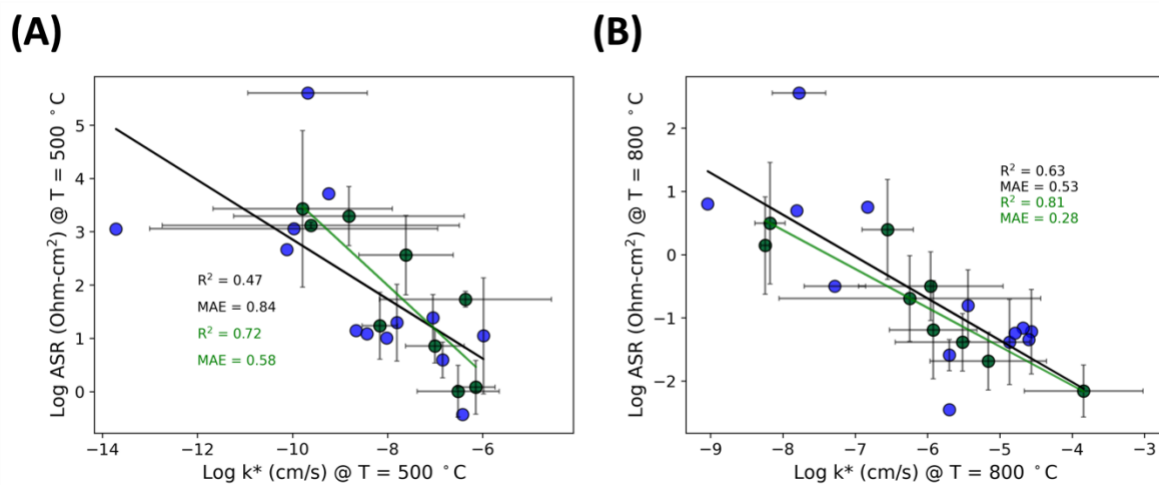 (A)
(B)
Log ASR (Ohm-cm²) @ T = 500 °C
5
4
3
2
1
0
R² = 0.47
MAE = 0.84
R² = 0.72
MAE = 0.58
−14
−12
−10
−8
−6
Log k* (cm/s) @ T = 500 °C
Log ASR (Ohm-cm²) @ T = 800 °C
2
1
0
−1
−2
R² = 0.63
MAE = 0.53
R² = 0.81
MAE = 0.28
−9
−8
−7
−6
−5
−4
−3
Log k* (cm/s) @ T = 800 °C